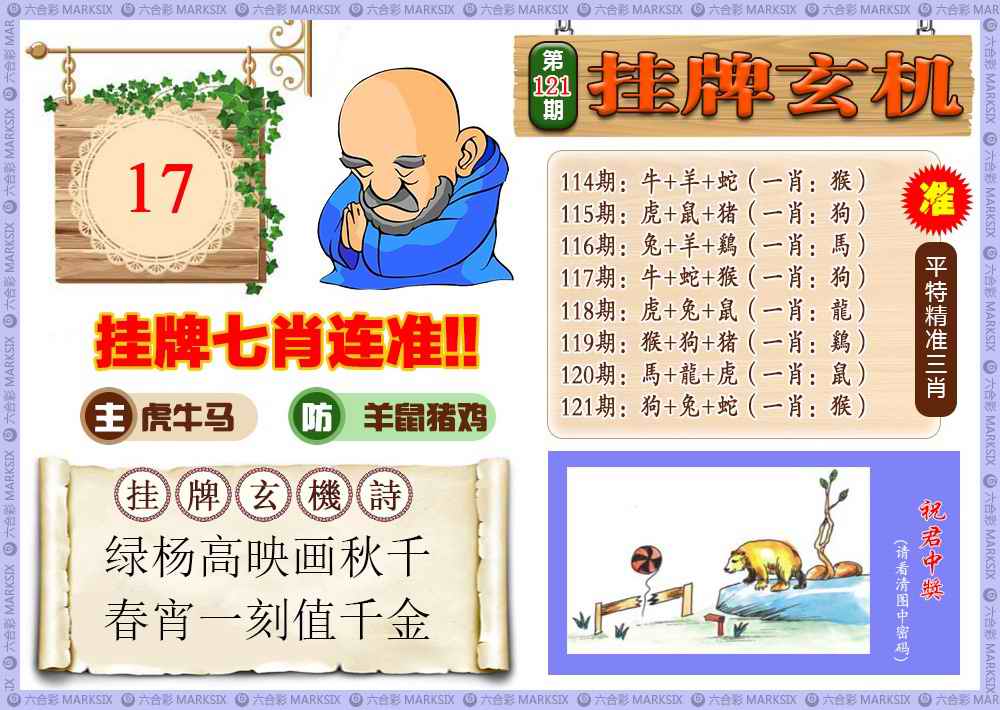 六合彩 MARKSIX
第121期
挂牌玄机
17
114期：牛+羊+蛇（一肖：猴）
115期：虎+鼠+猪（一肖：狗）
116期：兔+羊+鷄（一肖：馬）
117期：牛+蛇+猴（一肖：狗）
118期：虎+兔+鼠（一肖：龍）
119期：猴+狗+猪（一肖：鷄）
120期：馬+龍+虎（一肖：鼠）
121期：狗+兔+蛇（一肖：猴）
准
平特精准三肖
挂牌七肖连准!!
主 虎牛马
防 羊鼠猪鸡
挂牌玄機詩
绿杨高映画秋千
春宵一刻值千金
祝君中獎
(请看清图中密码)